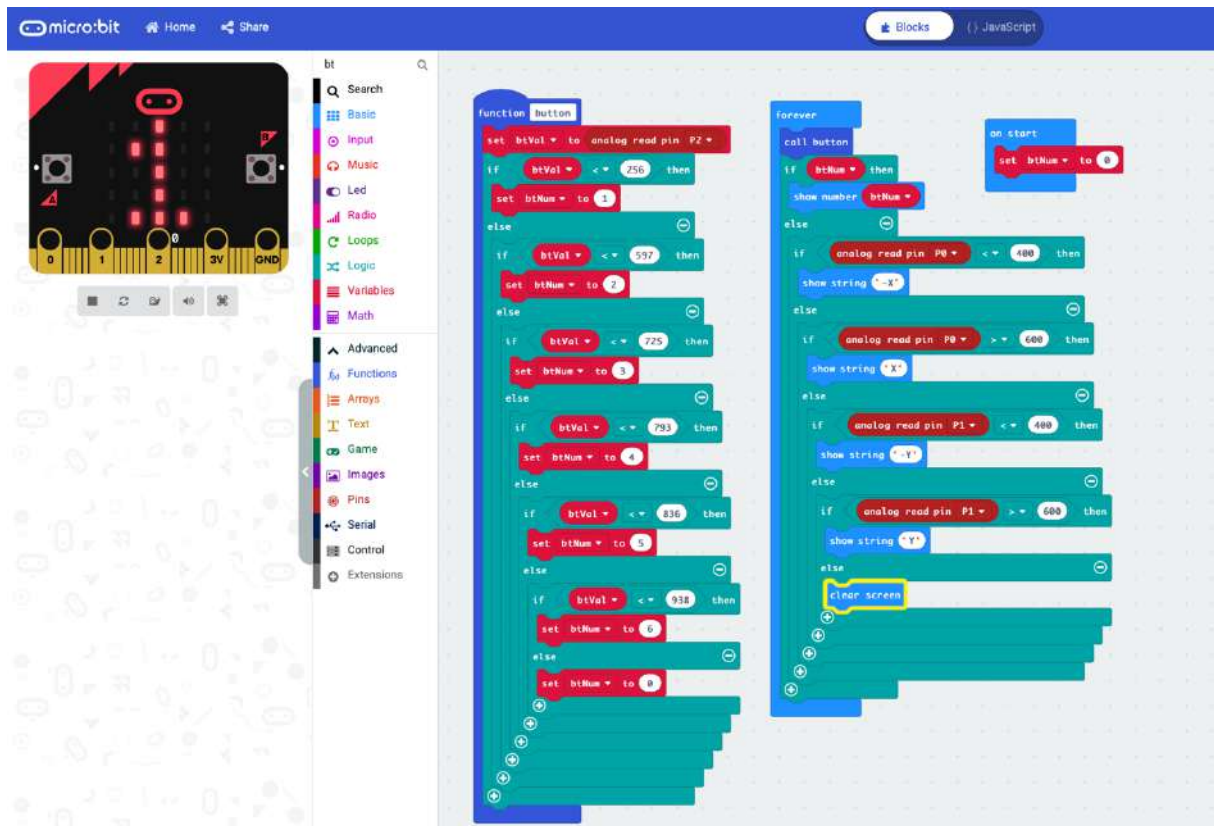 micro:bit Home Share Blocks {} JavaScript
bt
Search
Basic
Input
Music
Led
Radio
Loops
Logic
Variables
Math
Advanced
Functions
Arrays
Text
Game
Images
Pins
Serial
Control
Extensions
B
A
0
0 1 2 3V GND
function button
set btVal to analog read pin P2
if btVal < 256 then
set btNum to 1
else
if btVal < 597 then
set btNum to 2
else
if btVal < 725 then
set btNum to 3
else
if btVal < 793 then
set btNum to 4
else
if btVal < 836 then
set btNum to 5
else
if btVal < 938 then
set btNum to 6
else
set btNum to 0
forever
call button
if btNum then
show number btNum
else
if analog read pin P0 < 400 then
show string "-X"
else
if analog read pin P0 > 600 then
show string "X"
else
if analog read pin P1 < 400 then
show string "-Y"
else
if analog read pin P1 > 600 then
show string "Y"
else
clear screen
on start
set btNum to 0